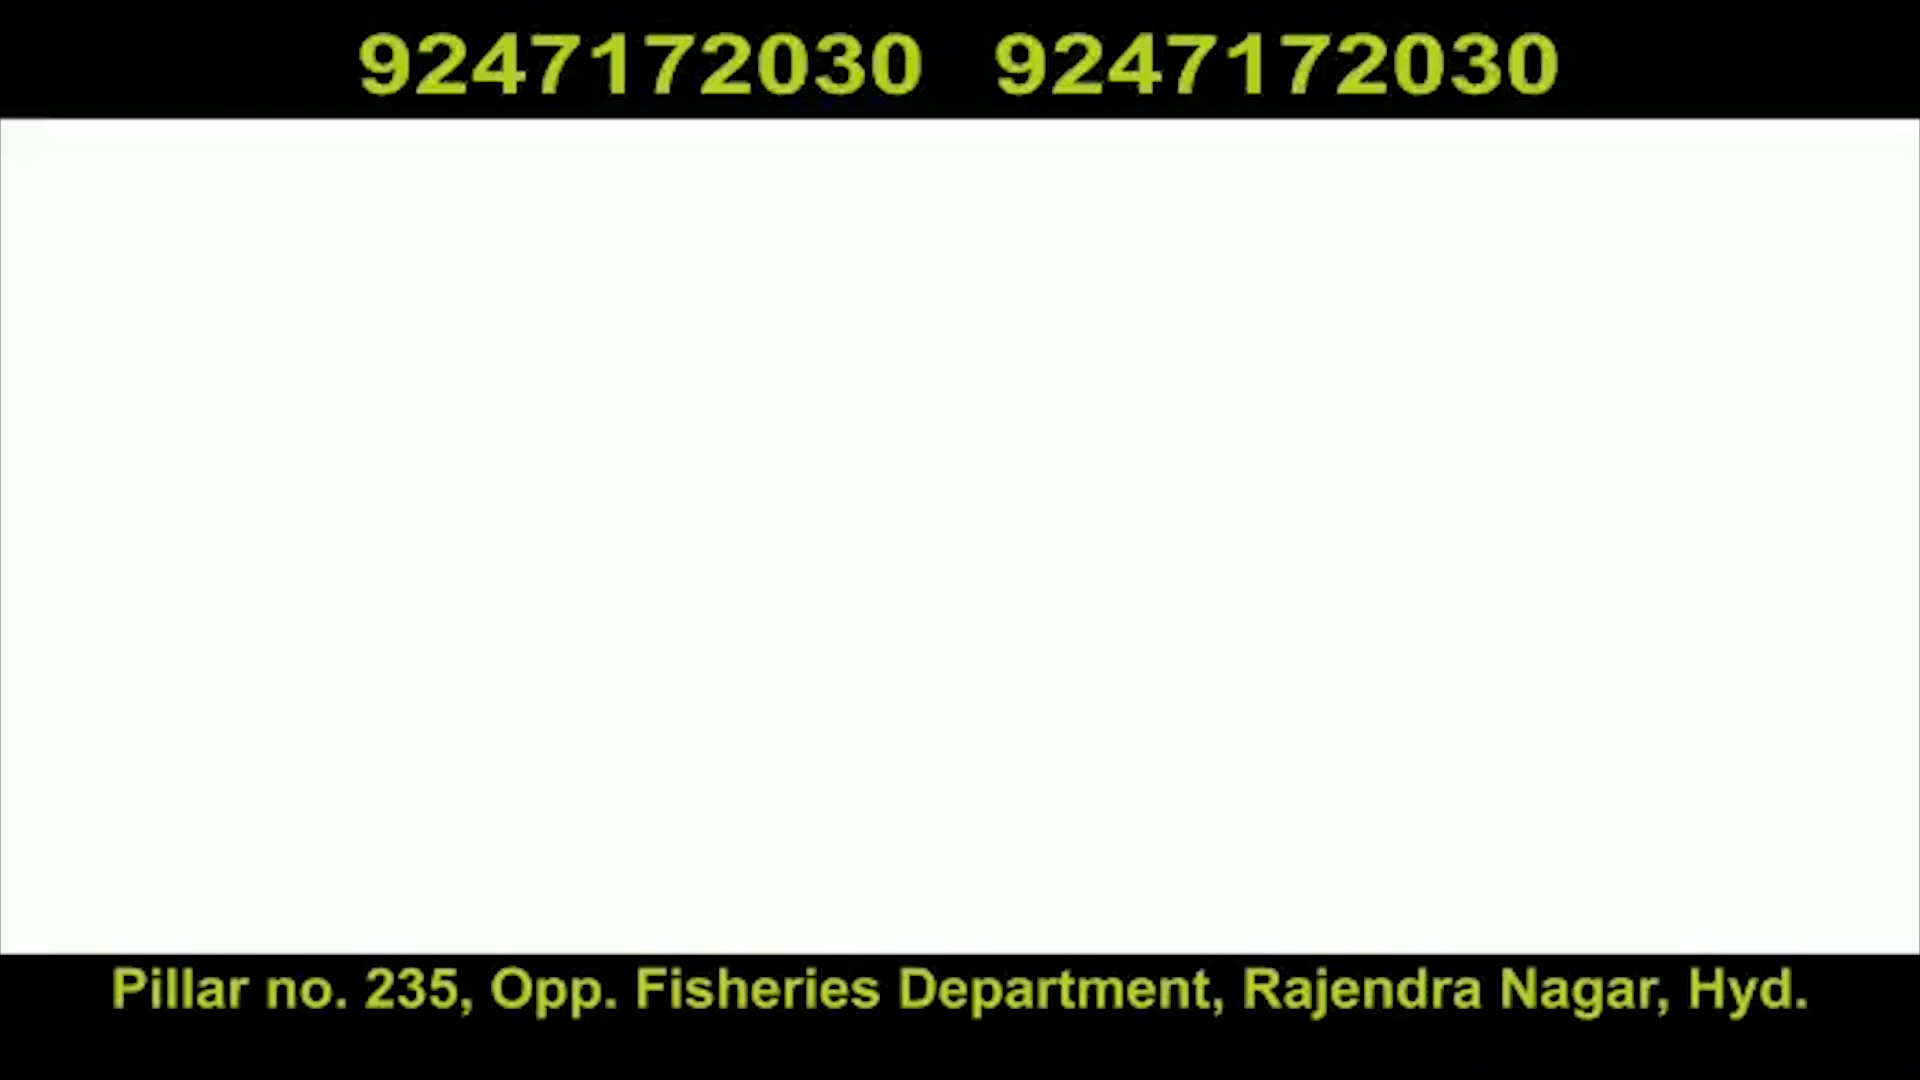 9247172030 9247172030
Pillar no. 235, Opp. Fisheries Department, Rajendra Nagar, Hyd.